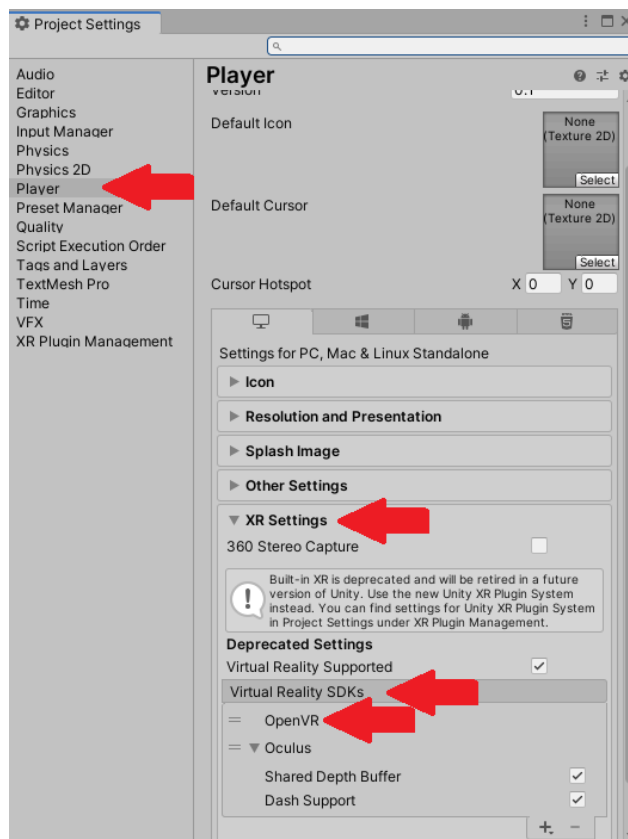 Project Settings
Player
Audio
Editor
Graphics
Input Manager
Physics
Physics 2D
Player
Preset Manager
Quality
Script Execution Order
Tags and Layers
TextMesh Pro
Time
VFX
XR Plugin Management
Version 0.1
Default Icon
None
(Texture 2D)
Select
Default Cursor
None
(Texture 2D)
Select
Cursor Hotspot X 0 Y 0
Settings for PC, Mac & Linux Standalone
Icon
Resolution and Presentation
Splash Image
Other Settings
XR Settings
360 Stereo Capture
Built-in XR is deprecated and will be retired in a future
version of Unity. Use the new Unity XR Plugin System
instead. You can find settings for Unity XR Plugin System
in Project Settings under XR Plugin Management.
Deprecated Settings
Virtual Reality Supported
Virtual Reality SDKs
OpenVR
Oculus
Shared Depth Buffer
Dash Support